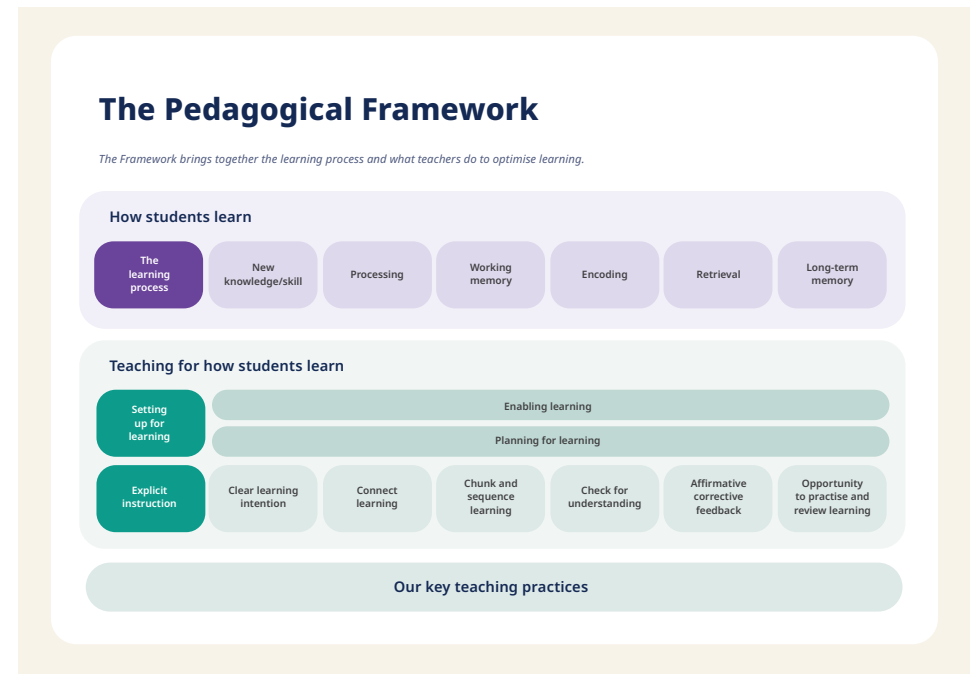 The Pedagogical Framework
The Framework brings together the learning process and what teachers do to optimise learning.
How students learn
The
learning
process
New
knowledge/skill
Processing
Working
memory
Encoding
Retrieval
Long-term
memory
Teaching for how students learn
Setting
up for
learning
Enabling learning
Planning for learning
Explicit
instruction
Clear learning
intention
Connect
learning
Chunk and
sequence
learning
Check for
understanding
Affirmative
corrective
feedback
Opportunity
to practise and
review learning
Our key teaching practices